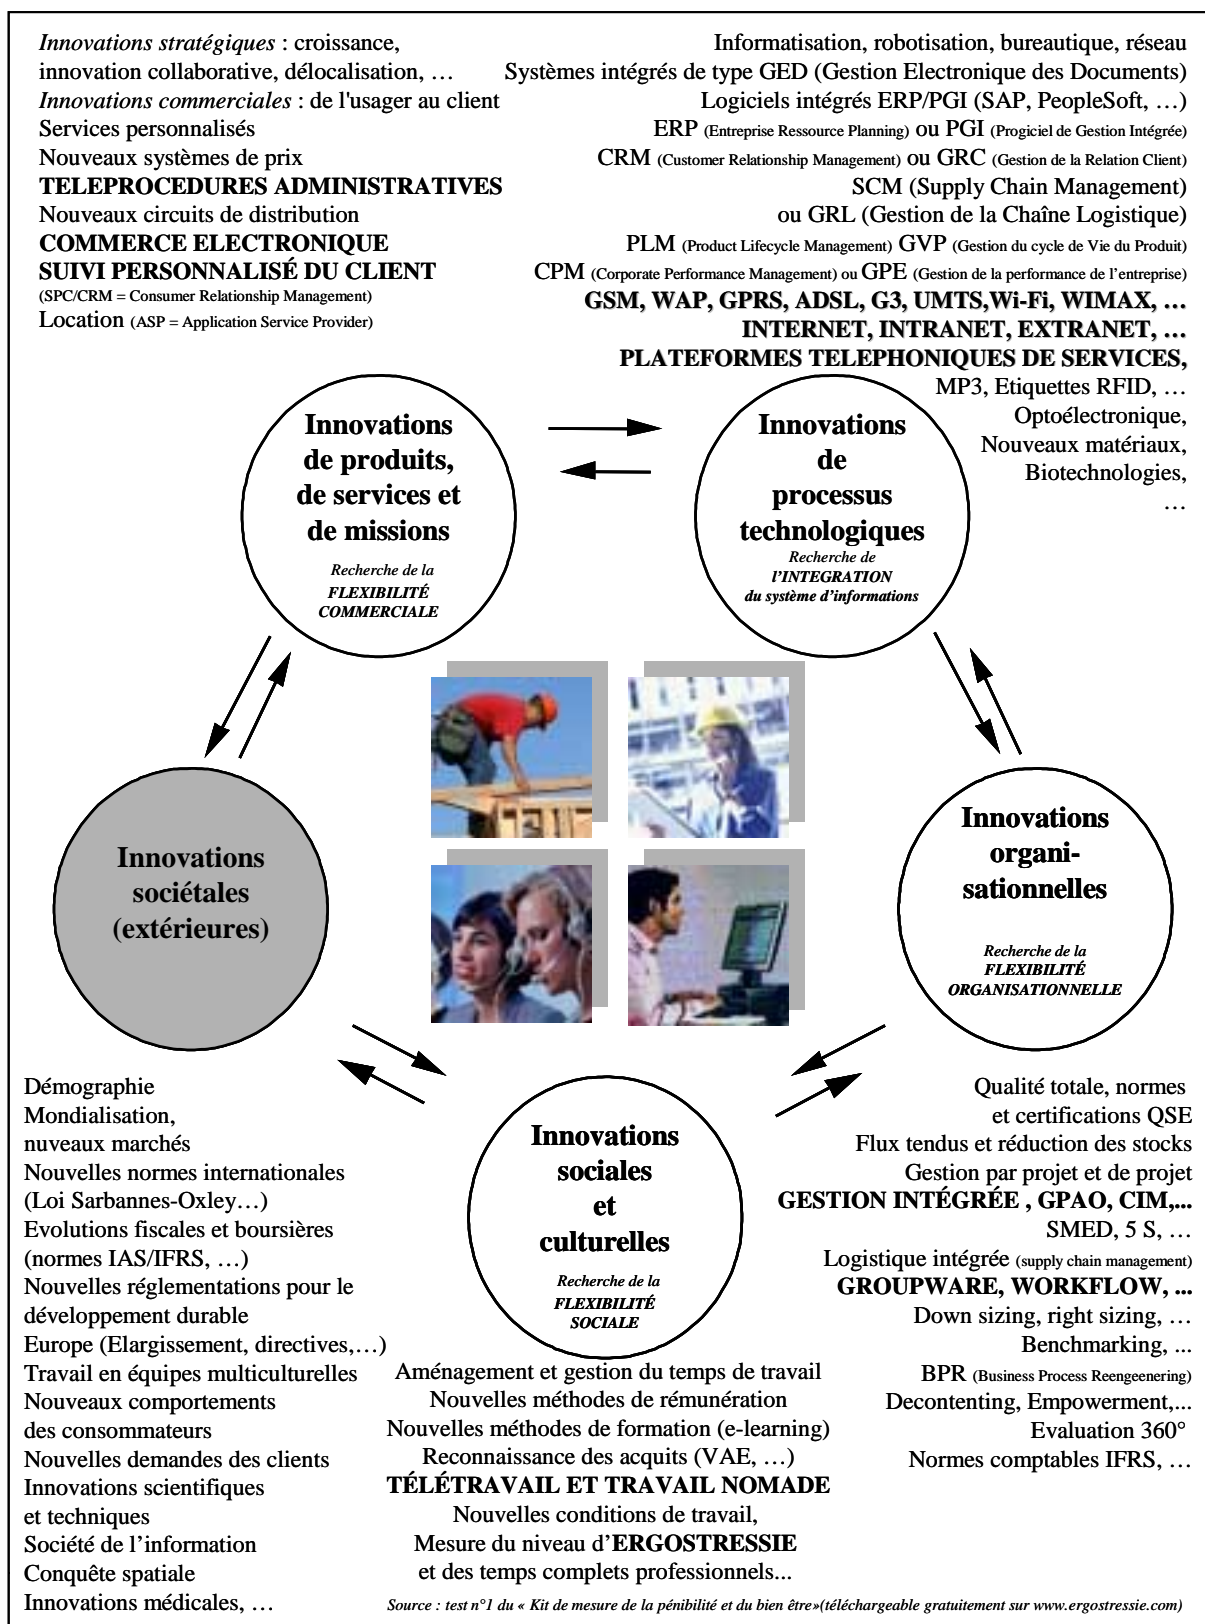 Innovations stratégiques : croissance,
innovation collaborative, délocalisation, …
Innovations commerciales : de l'usager au client
Services personnalisés
Nouveaux systèmes de prix
TELEPROCEDURES ADMINISTRATIVES
Nouveaux circuits de distribution
COMMERCE ELECTRONIQUE
SUIVI PERSONNALISÉ DU CLIENT
(SPC/CRM = Consumer Relationship Management)
Location (ASP = Application Service Provider)
Informatisation, robotisation, bureautique, réseau
Systèmes intégrés de type GED (Gestion Electronique des Documents)
Logiciels intégrés ERP/PGI (SAP, PeopleSoft, …)
ERP (Entreprise Ressource Planning) ou PGI (Progiciel de Gestion Intégrée)
CRM (Customer Relationship Management) ou GRC (Gestion de la Relation Client)
SCM (Supply Chain Management)
ou GRL (Gestion de la Chaîne Logistique)
PLM (Product Lifecycle Management) GVP (Gestion du cycle de Vie du Produit)
CPM (Corporate Performance Management) ou GPE (Gestion de la performance de l'entreprise)
GSM, WAP, GPRS, ADSL, G3, UMTS,Wi-Fi, WIMAX, …
INTERNET, INTRANET, EXTRANET, …
PLATEFORMES TELEPHONIQUES DE SERVICES,
MP3, Etiquettes RFID, …
Optoélectronique,
Nouveaux matériaux,
Biotechnologies,
…
Innovations
de produits,
de services et
de missions
Recherche de la
FLEXIBILITÉ
COMMERCIALE
Innovations
de
processus
technologiques
Recherche de
l'INTEGRATION
du système d'informations
Innovations
sociétales
(extérieures)
Innovations
organi-
sationnelles
Recherche de la
FLEXIBILITÉ
ORGANISATIONNELLE
Innovations
sociales
et
culturelles
Recherche de la
FLEXIBILITÉ
SOCIALE
Démographie
Mondialisation,
nuveaux marchés
Nouvelles normes internationales
(Loi Sarbannes-Oxley…)
Evolutions fiscales et boursières
(normes IAS/IFRS, …)
Nouvelles réglementations pour le
développement durable
Europe (Elargissement, directives,…)
Travail en équipes multiculturelles
Nouveaux comportements
des consommateurs
Nouvelles demandes des clients
Innovations scientifiques
et techniques
Société de l'information
Conquête spatiale
Innovations médicales, …
Aménagement et gestion du temps de travail
Nouvelles méthodes de rémunération
Nouvelles méthodes de formation (e-learning)
Reconnaissance des acquits (VAE, …)
TÉLÉTRAVAIL ET TRAVAIL NOMADE
Nouvelles conditions de travail,
Mesure du niveau d'ERGOSTRESSIE
et des temps complets professionnels...
Qualité totale, normes
et certifications QSE
Flux tendus et réduction des stocks
Gestion par projet et de projet
GESTION INTÉGRÉE , GPAO, CIM,...
SMED, 5 S, …
Logistique intégrée (supply chain management)
GROUPWARE, WORKFLOW, ...
Down sizing, right sizing, …
Benchmarking, ...
BPR (Business Process Reengeenering)
Decontenting, Empowerment,...
Evaluation 360°
Normes comptables IFRS, …
Source : test n°1 du « Kit de mesure de la pénibilité et du bien être»(téléchargeable gratuitement sur www.ergostressie.com)